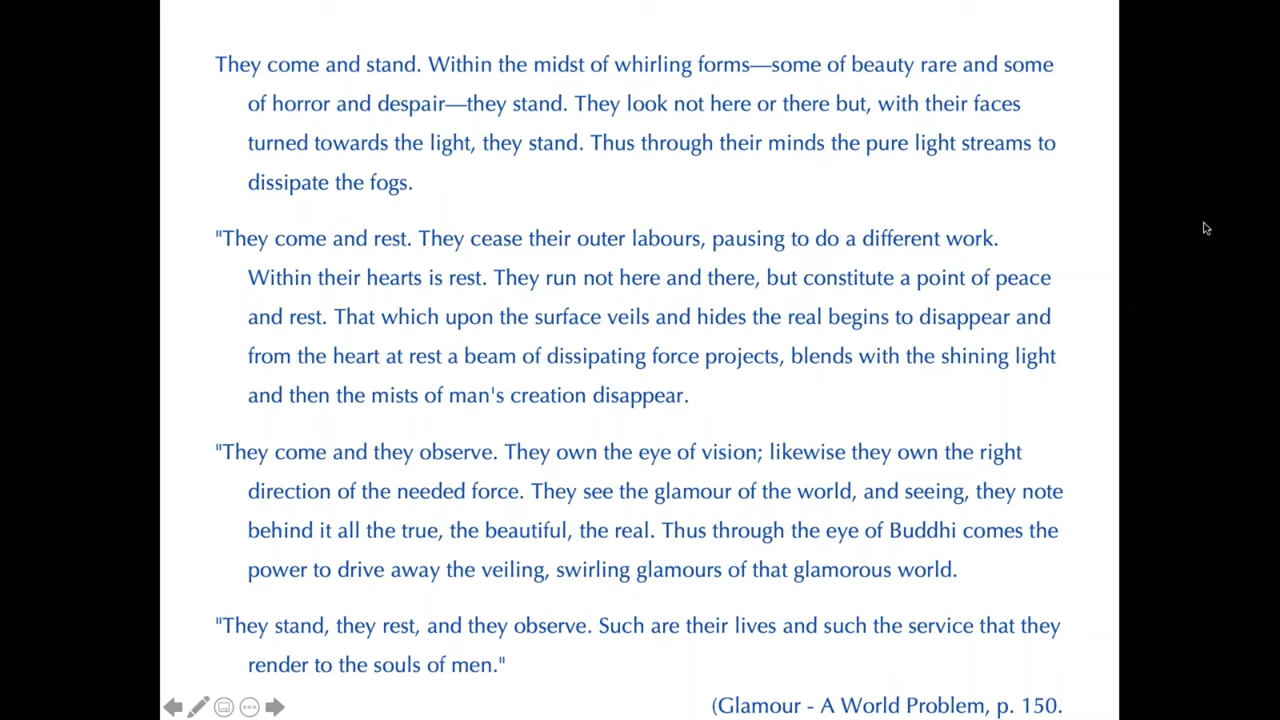 They come and stand. Within the midst of whirling forms—some of beauty rare and some
of horror and despair—they stand. They look not here or there but, with their faces
turned towards the light, they stand. Thus through their minds the pure light streams to
dissipate the fogs.
"They come and rest. They cease their outer labours, pausing to do a different work.
Within their hearts is rest. They run not here and there, but constitute a point of peace
and rest. That which upon the surface veils and hides the real begins to disappear and
from the heart at rest a beam of dissipating force projects, blends with the shining light
and then the mists of man's creation disappear.
"They come and they observe. They own the eye of vision; likewise they own the right
direction of the needed force. They see the glamour of the world, and seeing, they note
behind it all the true, the beautiful, the real. Thus through the eye of Buddhi comes the
power to drive away the veiling, swirling glamours of that glamorous world.
"They stand, they rest, and they observe. Such are their lives and such the service that they
render to the souls of men."
(Glamour - A World Problem, p. 150.